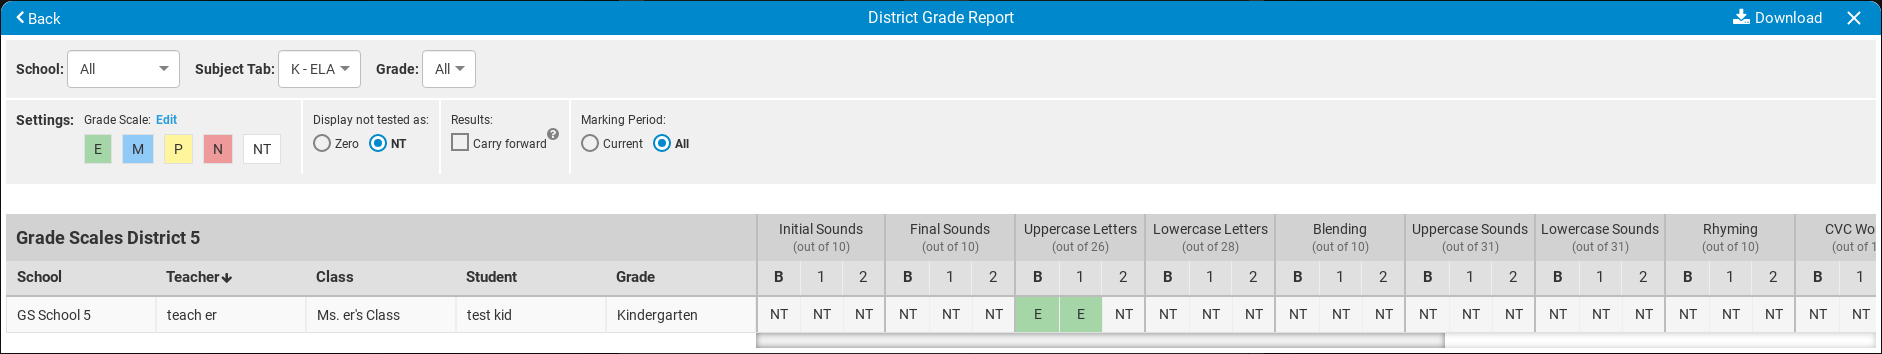 Back District Grade Report Download
School: All Subject Tab: K - ELA Grade: All
Settings: Grade Scale: Edit Display not tested as: Results: Marking Period:
E M P N NT Zero NT Carry forward ? Current All
Initial Sounds Final Sounds Uppercase Letters Lowercase Letters Blending Uppercase Sounds Lowercase Sounds Rhyming CVC Wo
Grade Scales District 5
(out of 10) (out of 10) (out of 26) (out of 28) (out of 10) (out of 31) (out of 31) (out of 10) (out of 1
School Teacher Class Student Grade B 1 2 B 1 2 B 1 2 B 1 2 B 1 2 B 1 2 B 1 2 B 1 2 B 1
GS School 5 teach er Ms. er's Class test kid Kindergarten NT NT NT NT NT NT E E NT NT NT NT NT NT NT NT NT NT NT NT NT NT NT NT NT NT